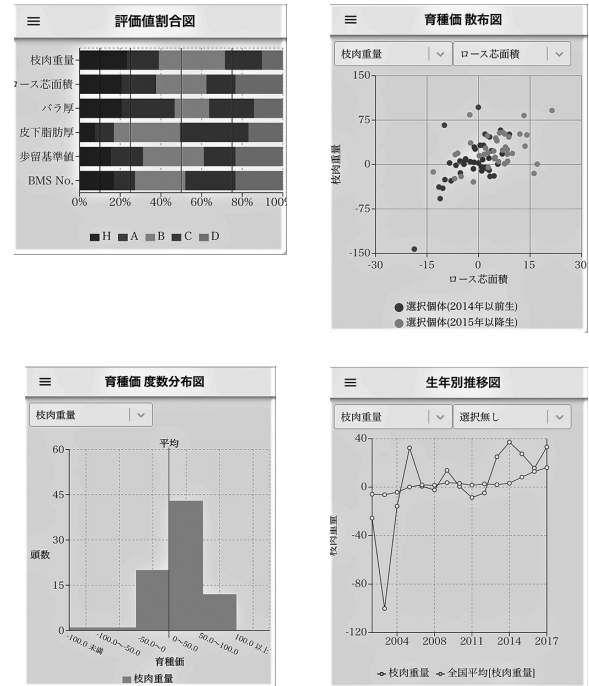 評価値割合図
枝肉重量
ロース芯面積
バラ厚
皮下脂肪厚
歩留基準値
BMS No.
0% 20% 40% 60% 80% 100%
H A B C D
育種価 散布図
枝肉重量 ロース芯面積
150
75
0
-75
-150
枝肉重量
-30 -15 0 15 30
ロース芯面積
選択個体(2014年以前生)
選択個体(2015年以降生)
育種価 度数分布図
枝肉重量
平均
60
45
30
15
0
頭数
-100.0 未満 -100.0~-50.0 -50.0~0 0~50.0 50.0~100.0 100.0 以上
育種価
枝肉重量
生年別推移図
枝肉重量 選択無し
40
0
-40
-80
-120
枝肉重量
2004 2008 2011 2014 2017
枝肉重量 全国平均[枝肉重量]